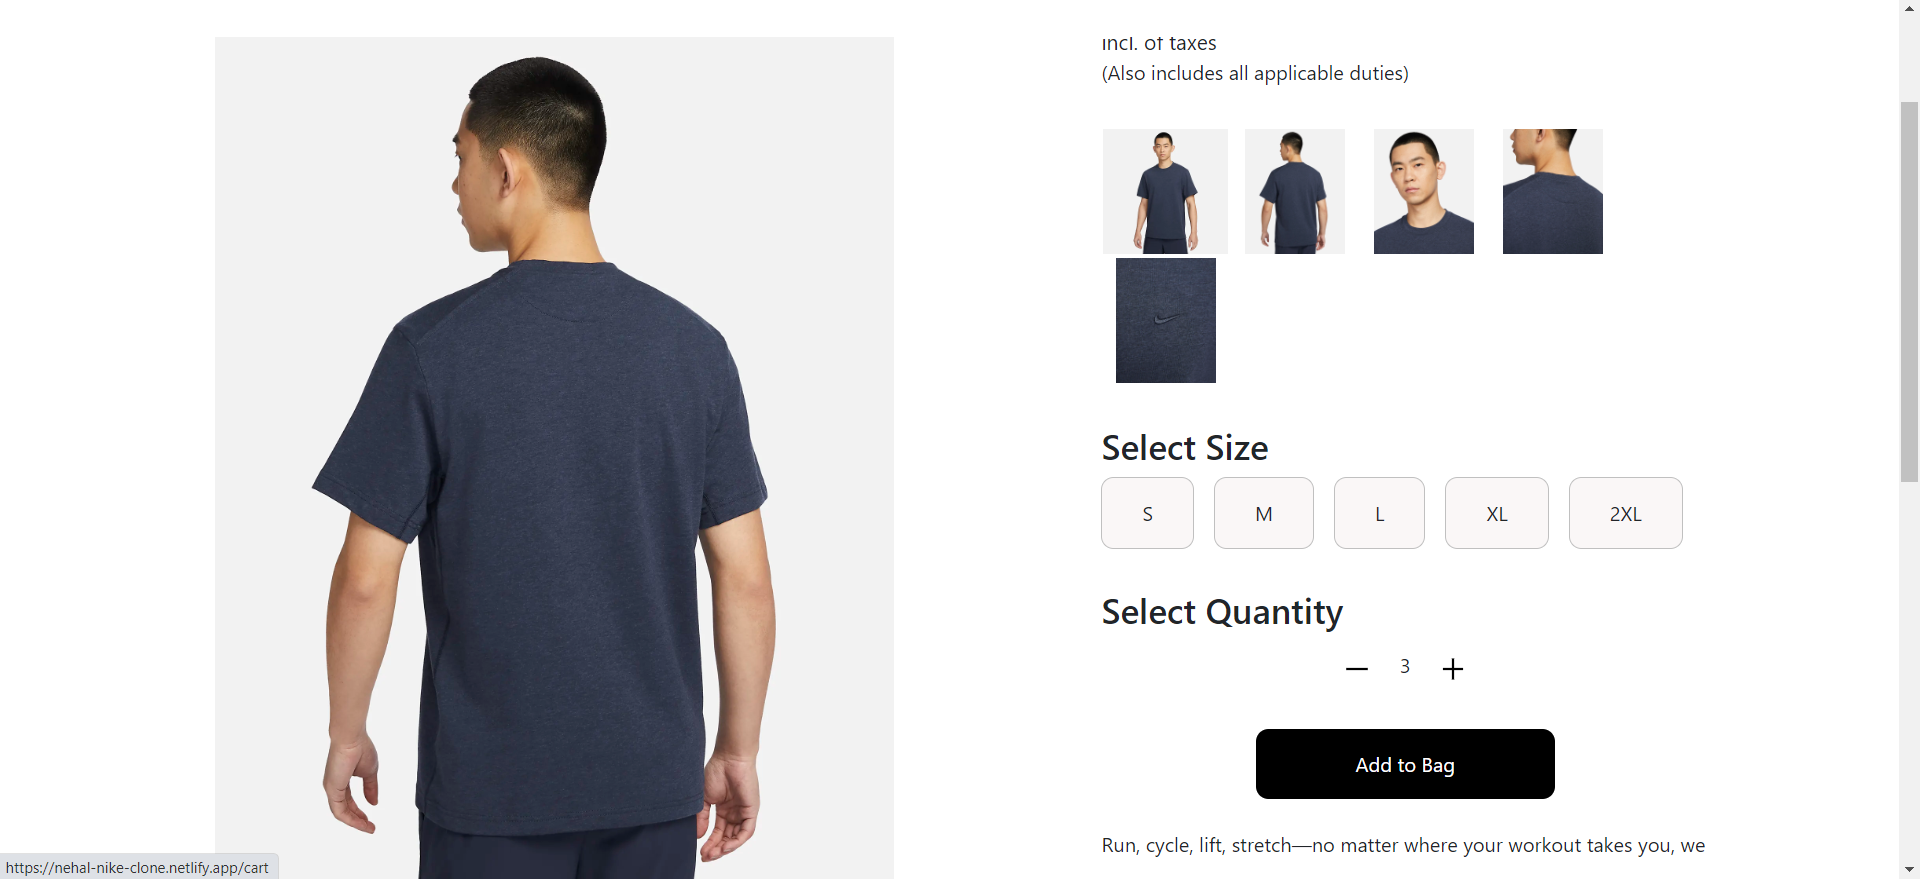 incl. of taxes
(Also includes all applicable duties)
Select Size
S M L XL 2XL
Select Quantity
3
Add to Bag
Run, cycle, lift, stretch—no matter where your workout takes you, we
https://nehal-nike-clone.netlify.app/cart